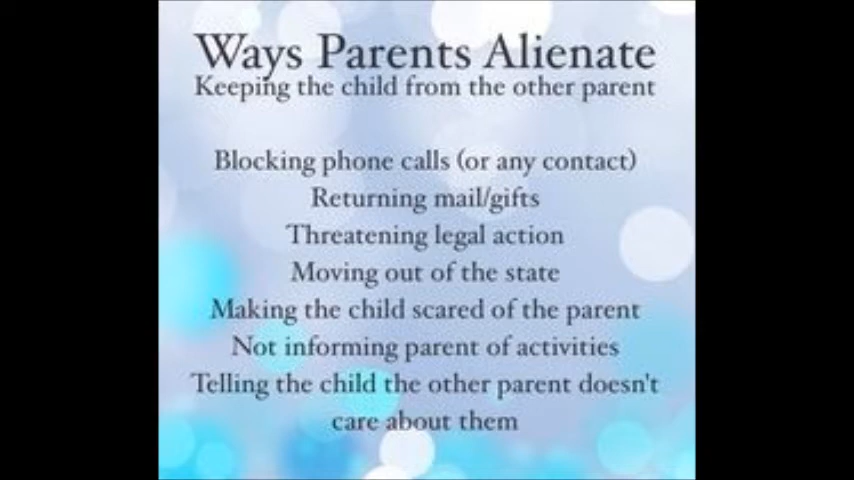 Ways Parents Alienate
Keeping the child from the other parent
Blocking phone calls (or any contact)
Returning mail/gifts
Threatening legal action
Moving out of the state
Making the child scared of the parent
Not informing parent of activities
Telling the child the other parent doesn't
care about them